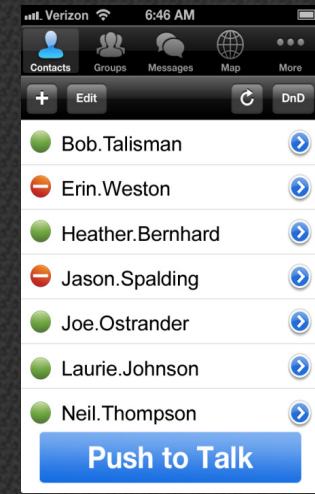 Verizon 6:46 AM
Contacts Groups Messages Map More
+ Edit DnD
Bob.Talisman
Erin.Weston
Heather.Bernhard
Jason.Spalding
Joe.Ostrander
Laurie.Johnson
Neil.Thompson
Push to Talk